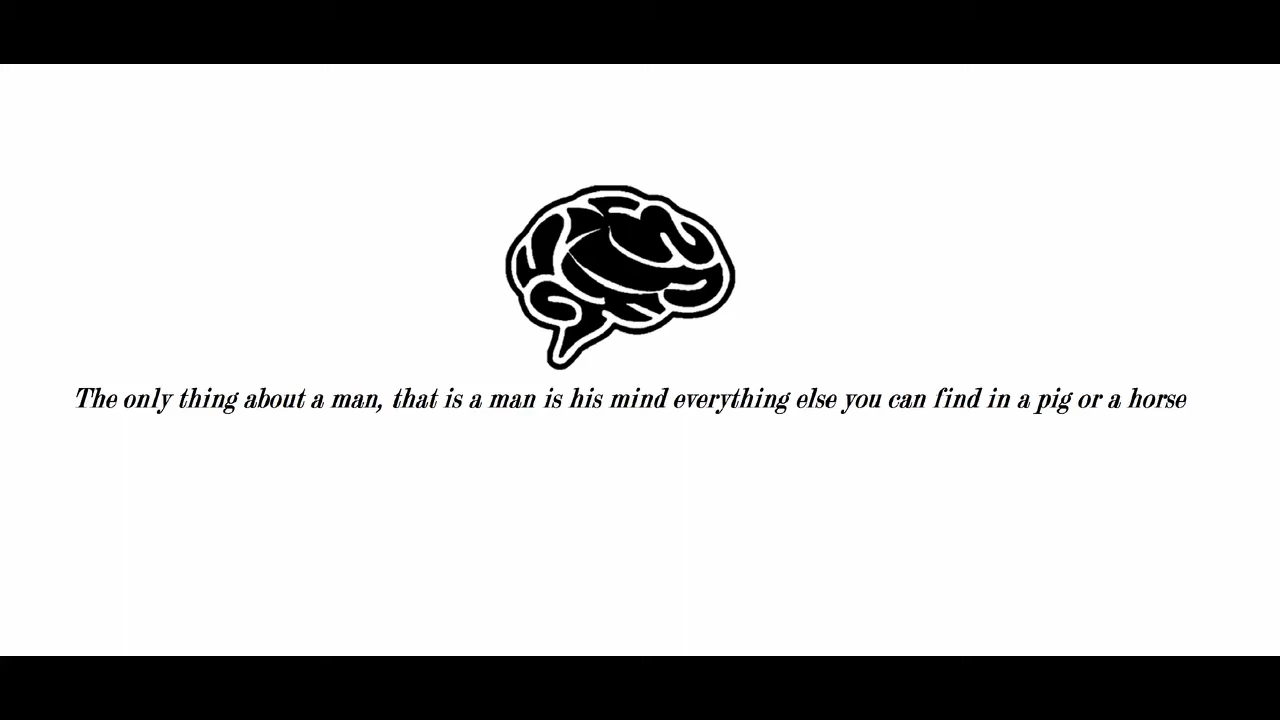 The only thing about a man, that is a man is his mind everything else you can find in a pig or a horse